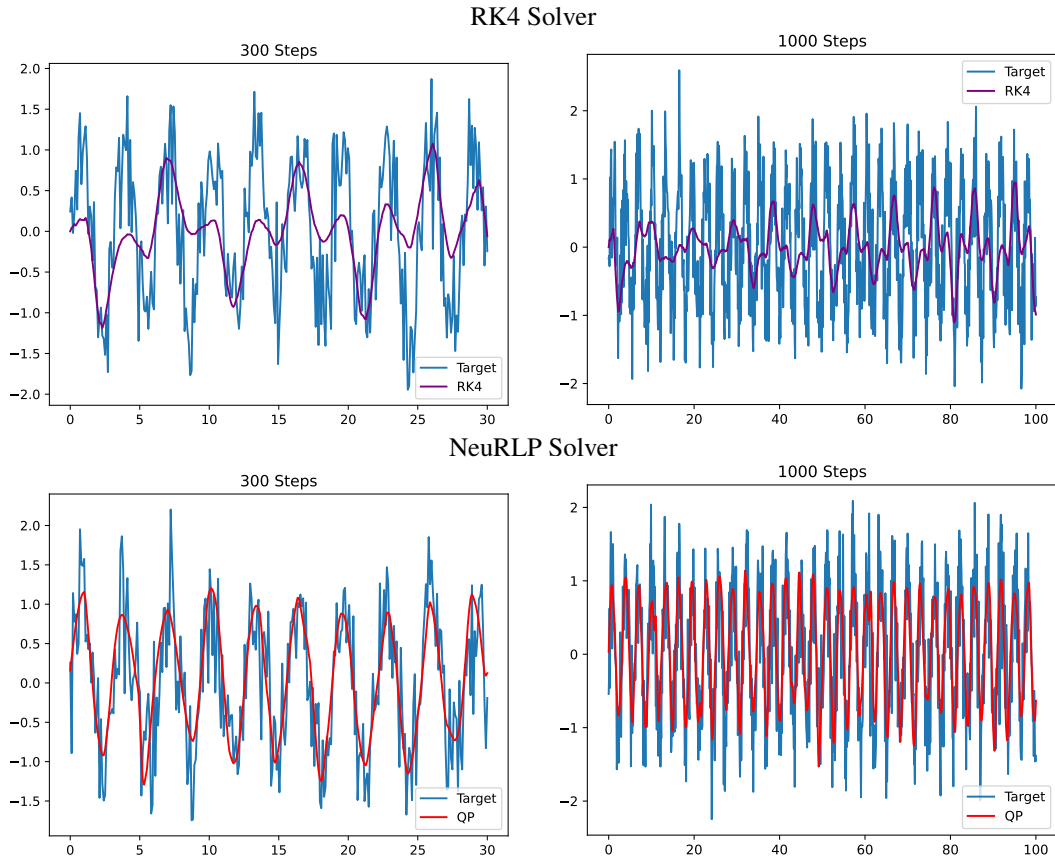 RK4 Solver
300 Steps
2.0
1.5
1.0
0.5
0.0
−0.5
−1.0
−1.5
−2.0
0 5 10 15 20 25 30
Target
RK4
1000 Steps
2
1
0
−1
−2
0 20 40 60 80 100
Target
RK4
NeuRLP Solver
300 Steps
2.0
1.5
1.0
0.5
0.0
−0.5
−1.0
−1.5
0 5 10 15 20 25 30
Target
QP
1000 Steps
2
1
0
−1
−2
0 20 40 60 80 100
Target
QP